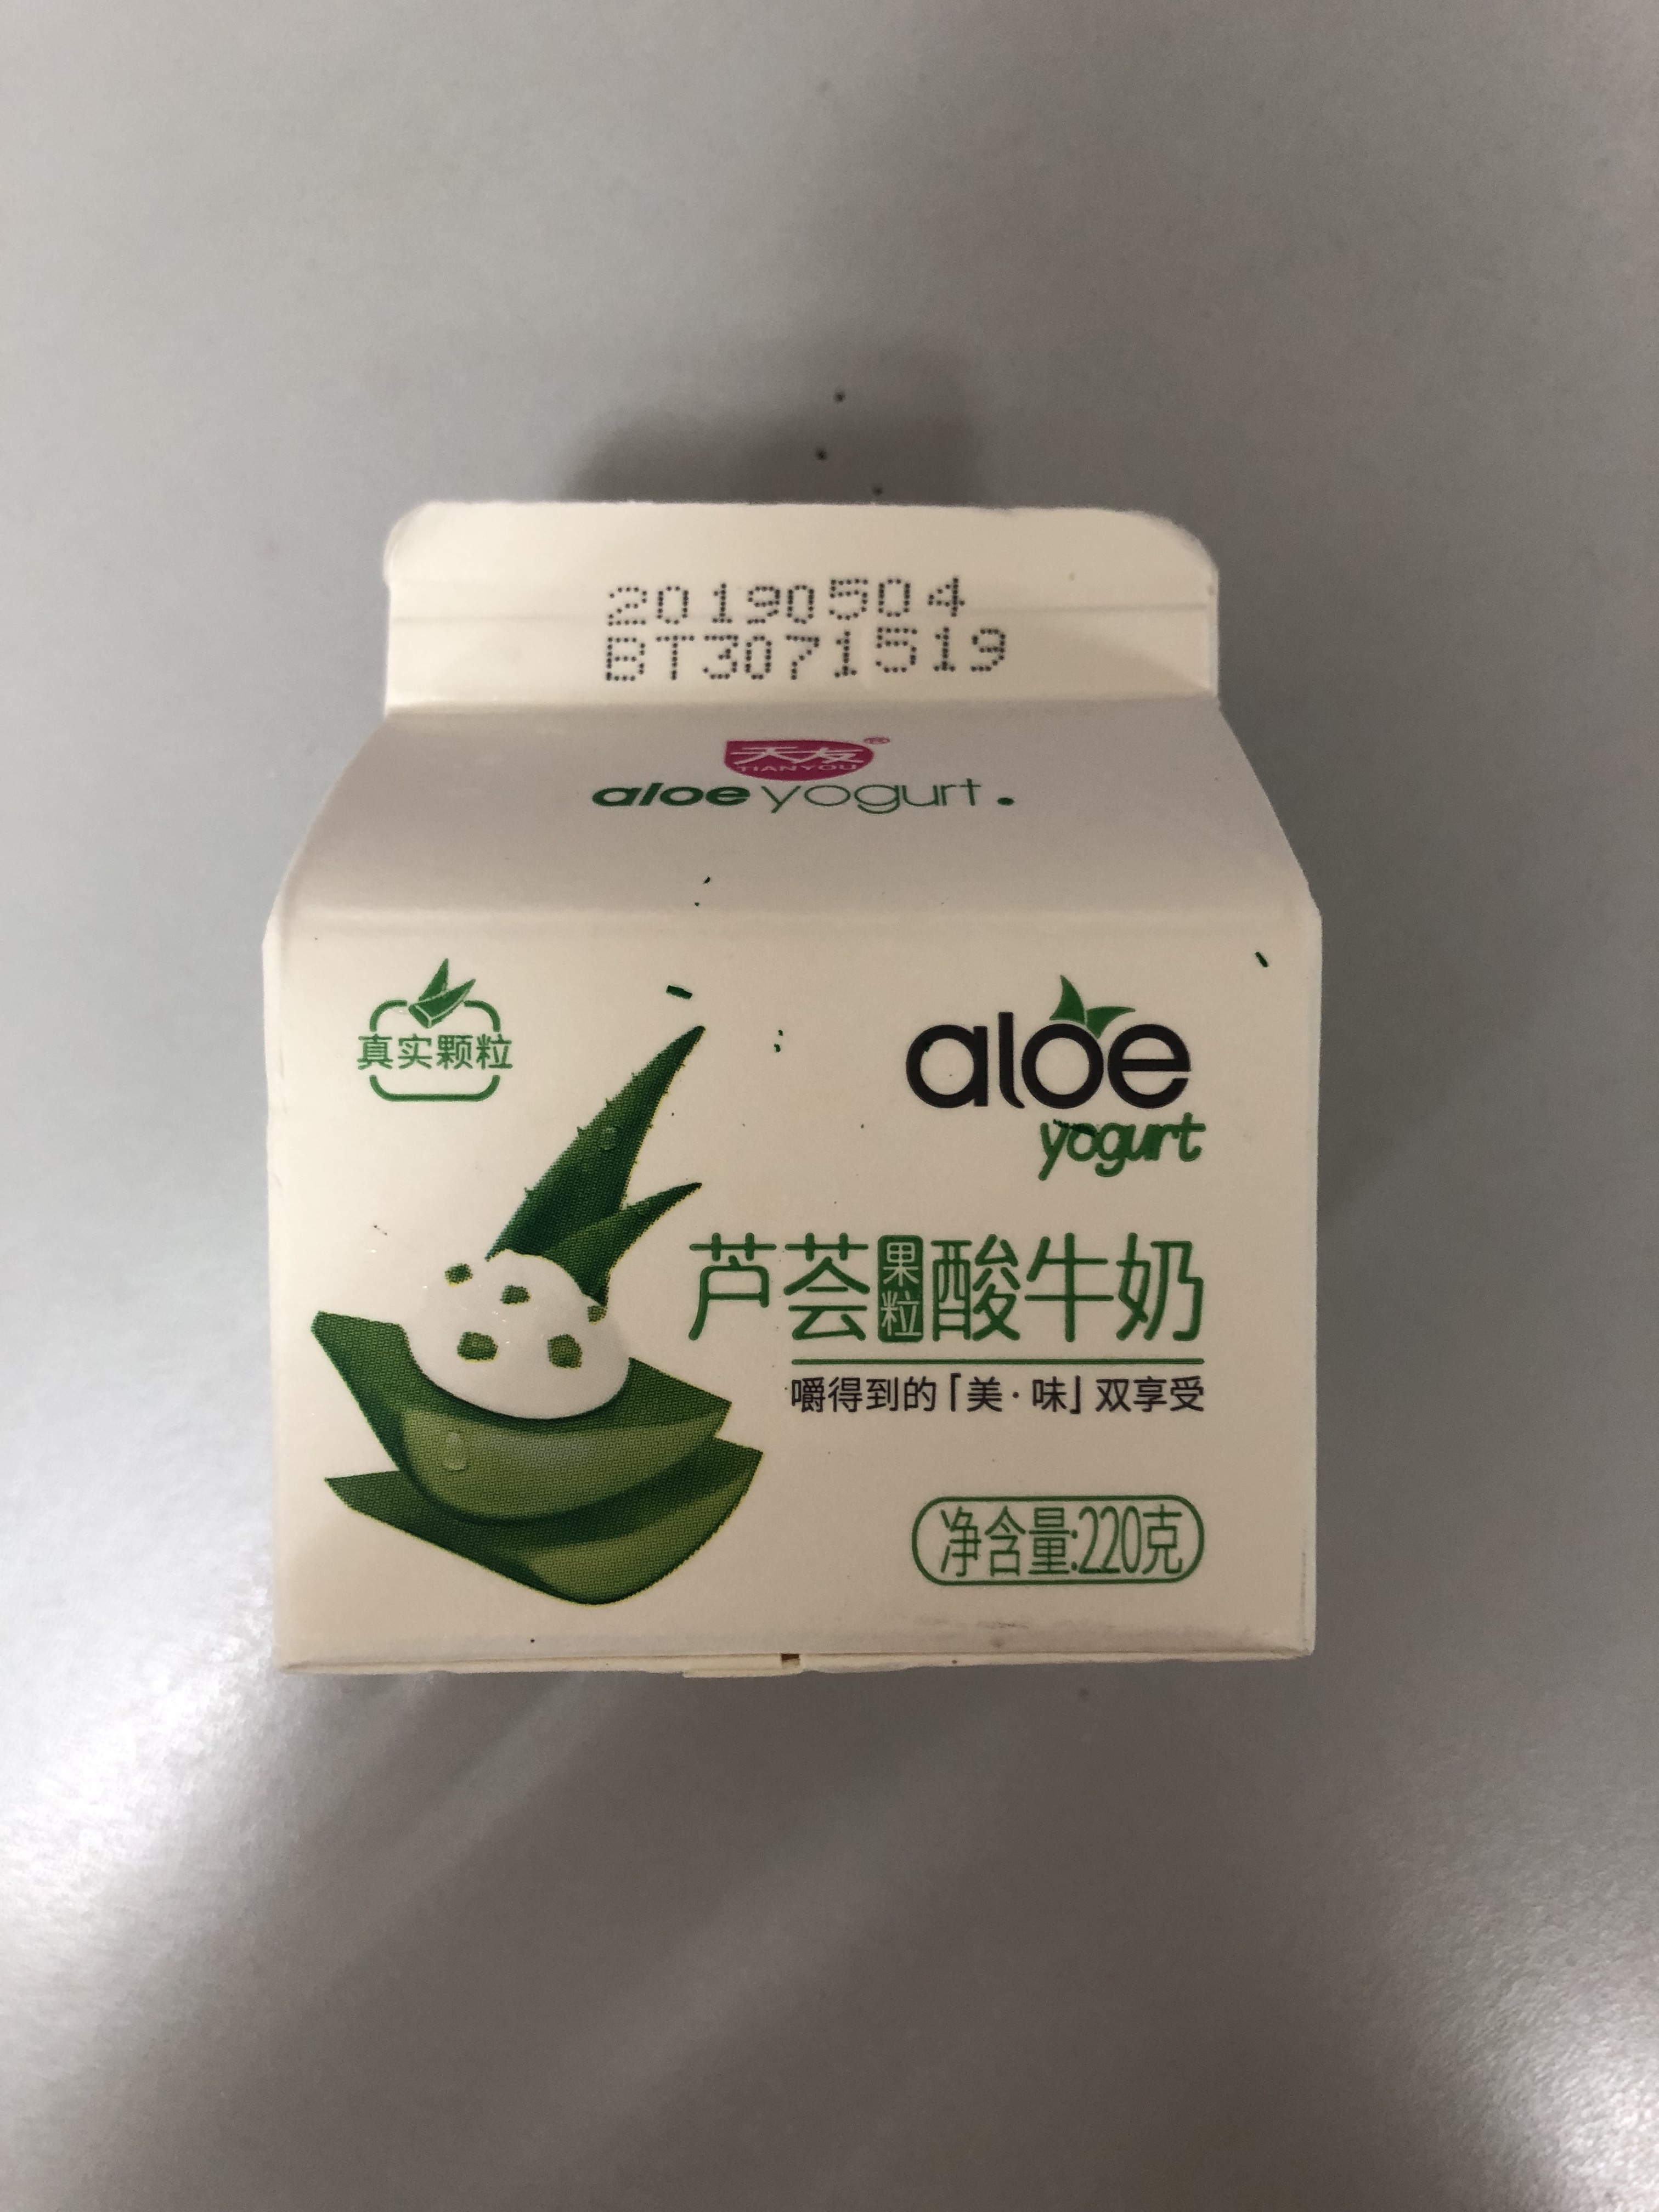 20190504
BT3071519
天友®
TIANYOU
aloe yogurt.
真实颗粒
aloe
yogurt
芦荟果粒酸牛奶
嚼得到的「美·味」双享受
净含量:220克